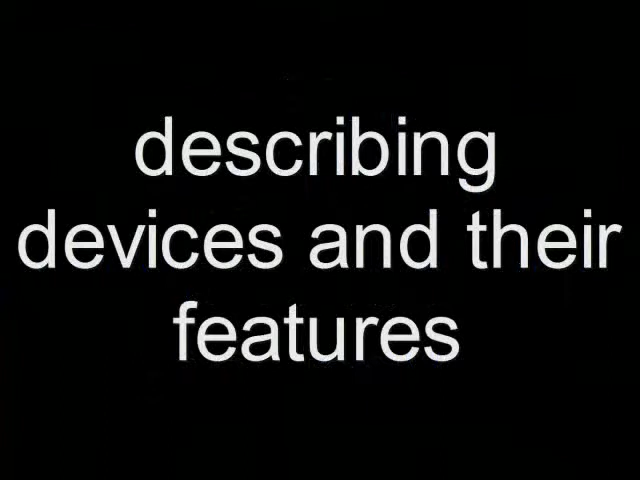 describing
devices and their
features